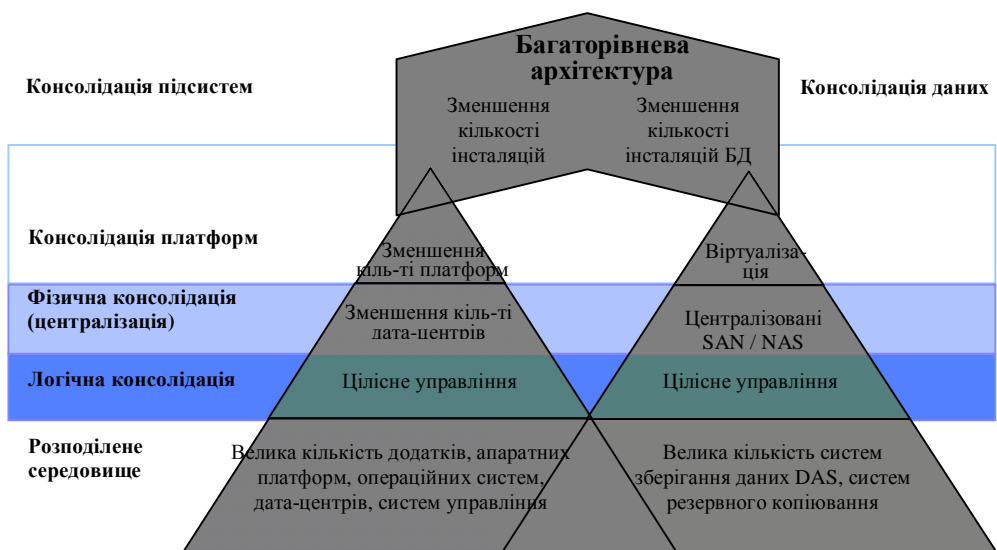 Багаторівнева
архітектура
Консолідація підсистем
Консолідація даних
Зменшення
кількості
інсталяцій
Зменшення
кількості
інсталяцій БД
Консолідація платформ
Зменшення
кіль-ті платформ
Віртуаліза-
ція
Фізична консолідація
(централізація)
Зменшення кіль-ті
дата-центрів
Централізовані
SAN / NAS
Логічна консолідація
Цілісне управління
Цілісне управління
Розподілене
середовище
Велика кількість додатків, апаратних
платформ, операційних систем,
дата-центрів, систем управління
Велика кількість систем
зберігання даних DAS, систем
резервного копіювання